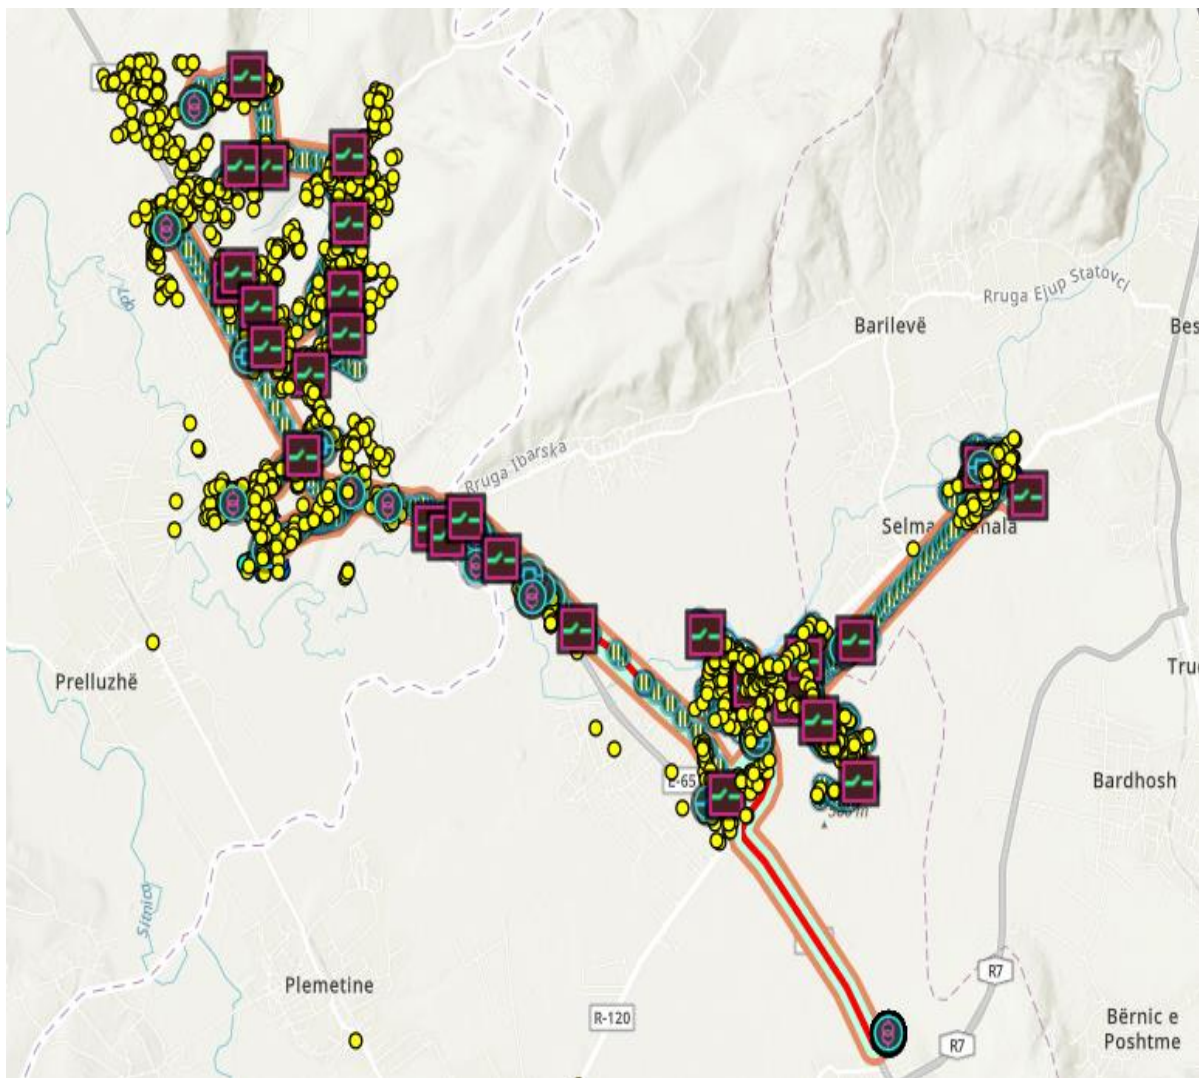 Rruga Ejup Statovci
Barilevë
Bes
Rruga Ibarska
Selma
hala
Prelluzhë
Tru
E-65
Bardhosh
Sitnica
Plemetine
R7
R-120
R7
Bërnic e
Poshtme